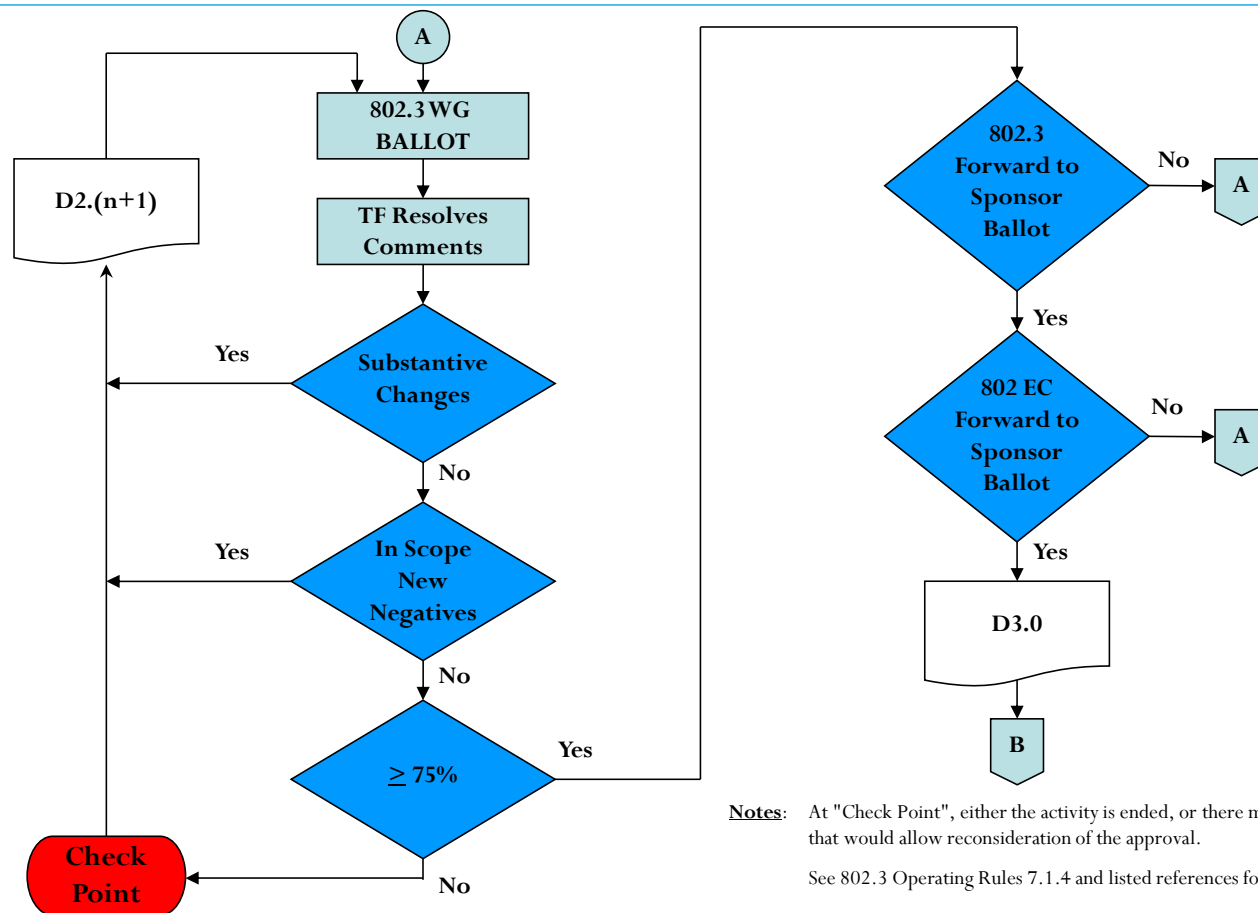 A
802.3 WG
BALLOT
D2.(n+1)
TF Resolves
Comments
Yes
Substantive
Changes
No
Yes
In Scope
New
Negatives
No
≥ 75%
Yes
No
Check
Point
802.3
Forward to
Sponsor
Ballot
No
A
Yes
802 EC
Forward to
Sponsor
Ballot
No
A
Yes
D3.0
B
Notes: At "Check Point", either the activity is ended, or there
that would allow reconsideration of the approval.
See 802.3 Operating Rules 7.1.4 and listed references